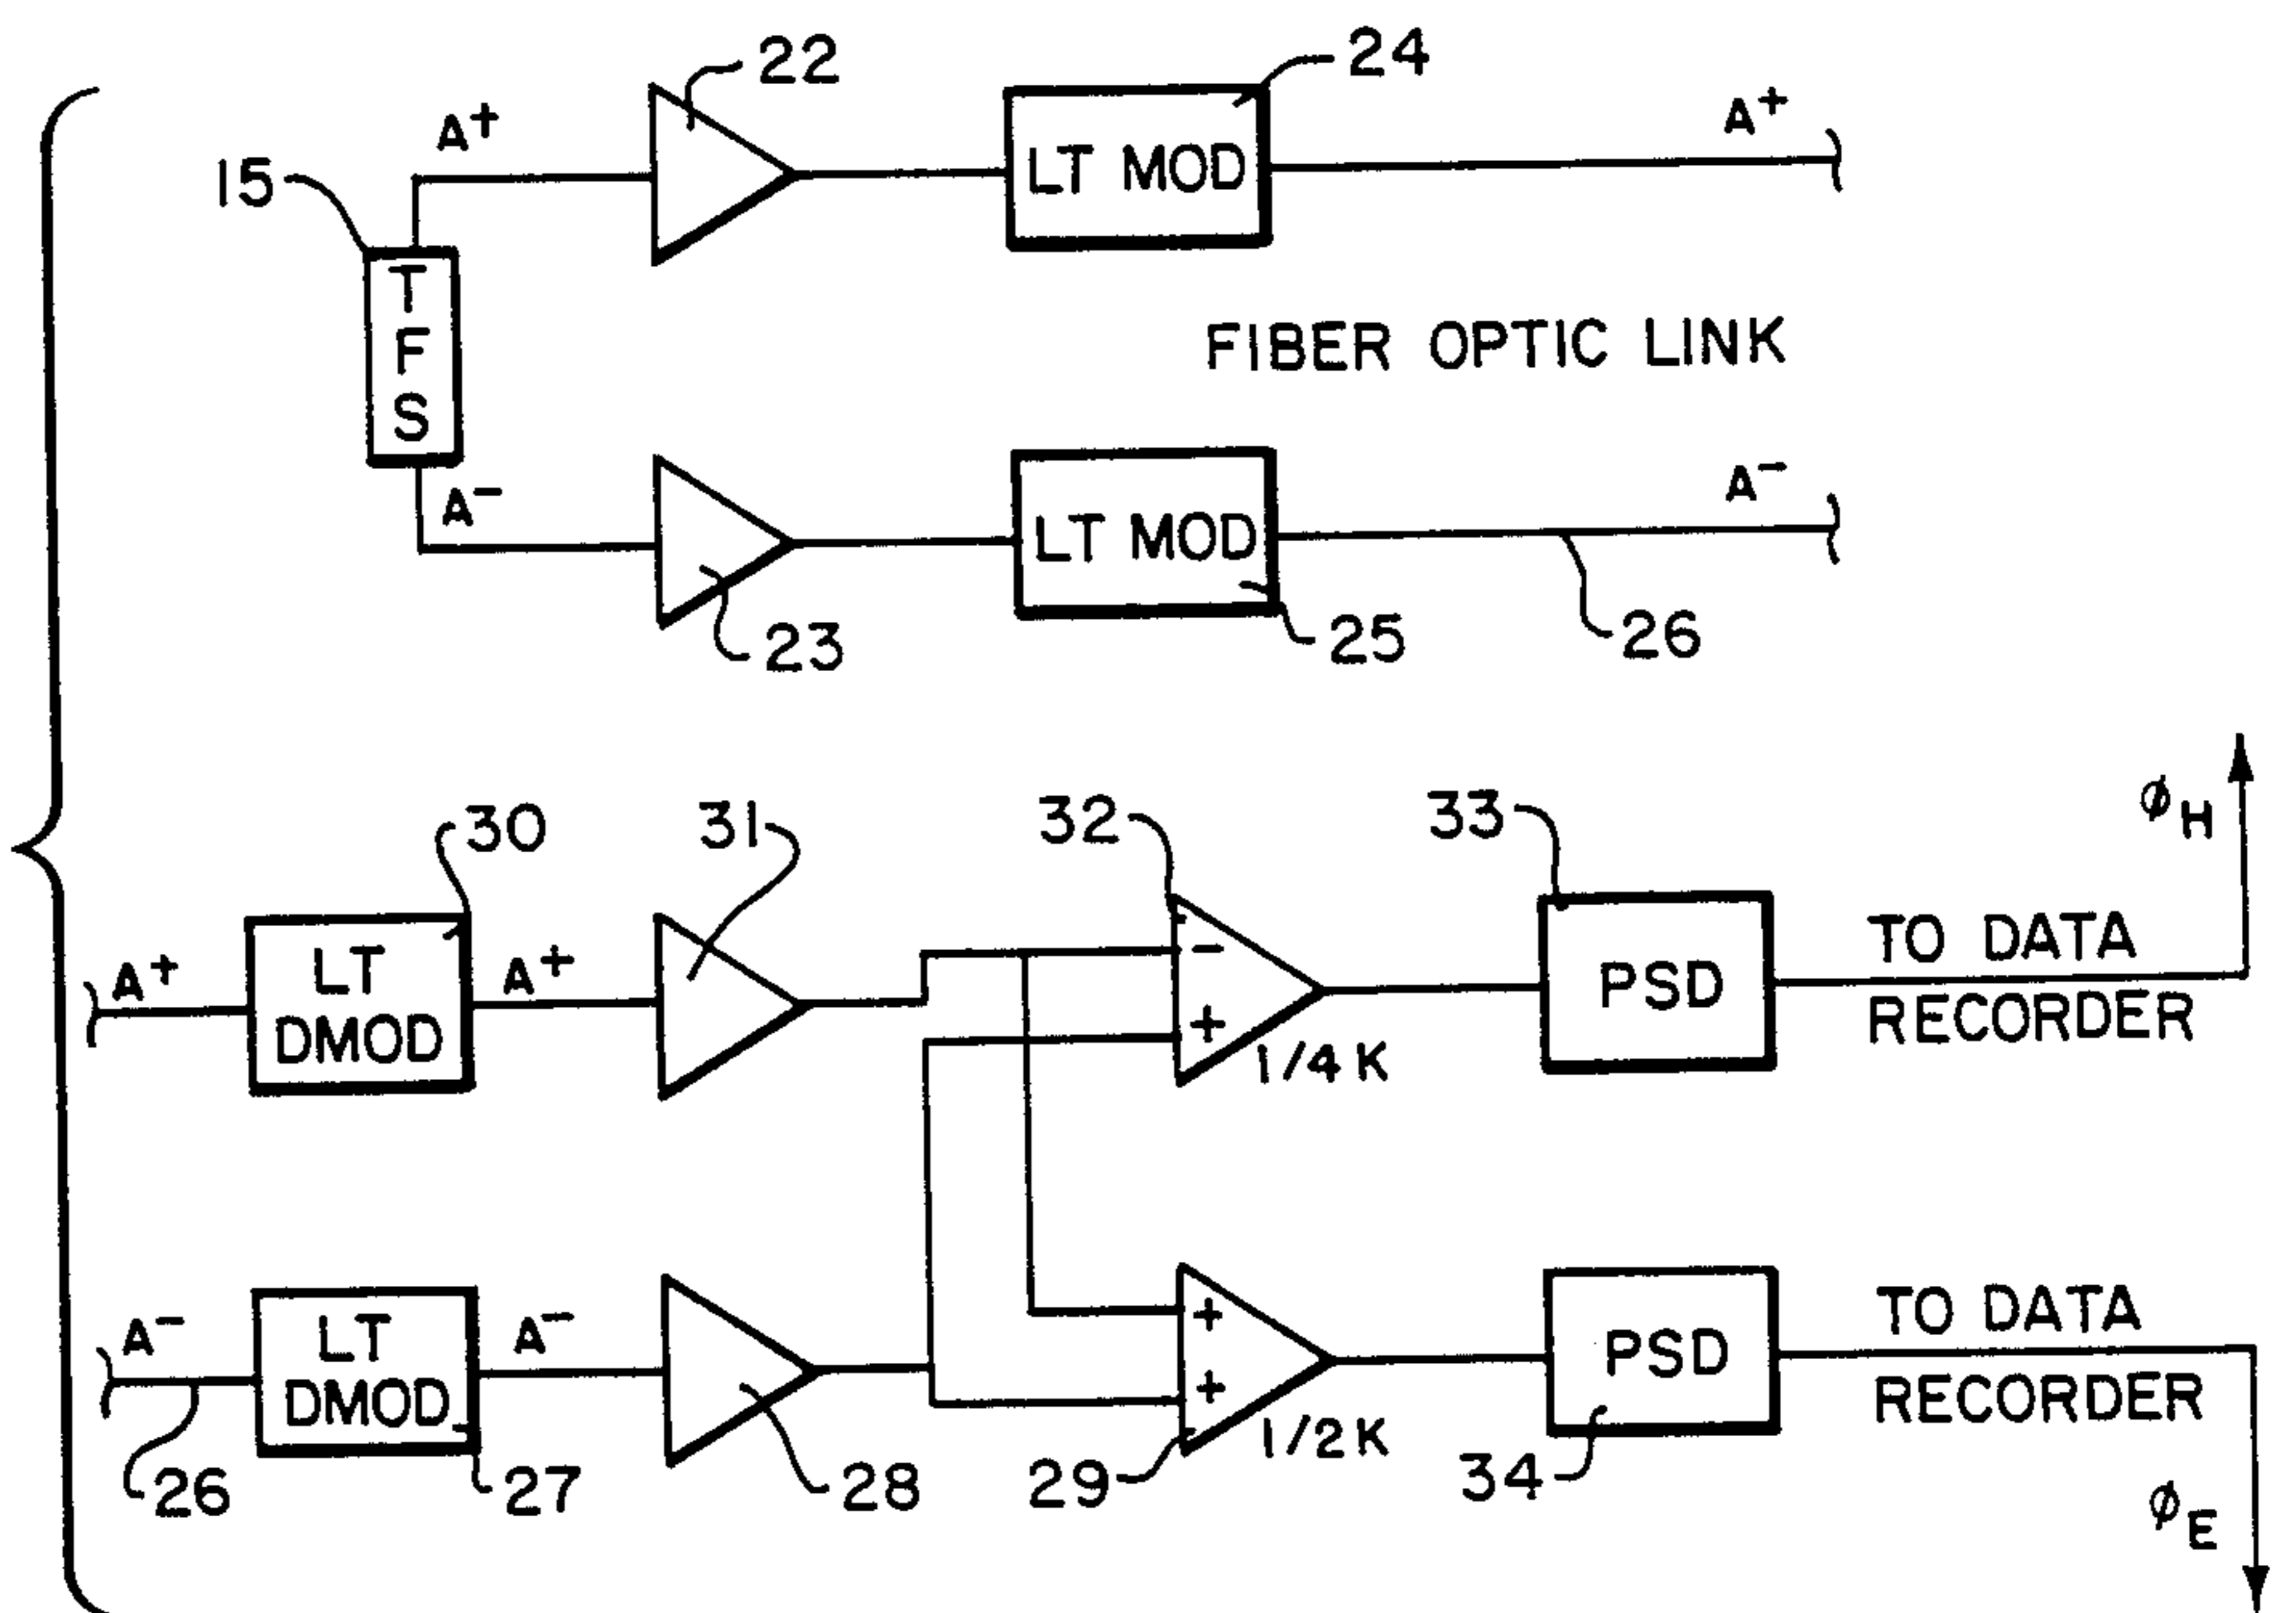 22
24
A+
A+
15
LT MOD
T
F
S
FIBER OPTIC LINK
A-
A-
LT MOD
23
25
26
30
31
32
33
ϕH
A+
LT
DMOD
A+
-
+
1/4 K
PSD
TO DATA
RECORDER
A-
LT
DMOD
A-
+
+
1/2 K
PSD
TO DATA
RECORDER
26
27
28
29
34
ϕE